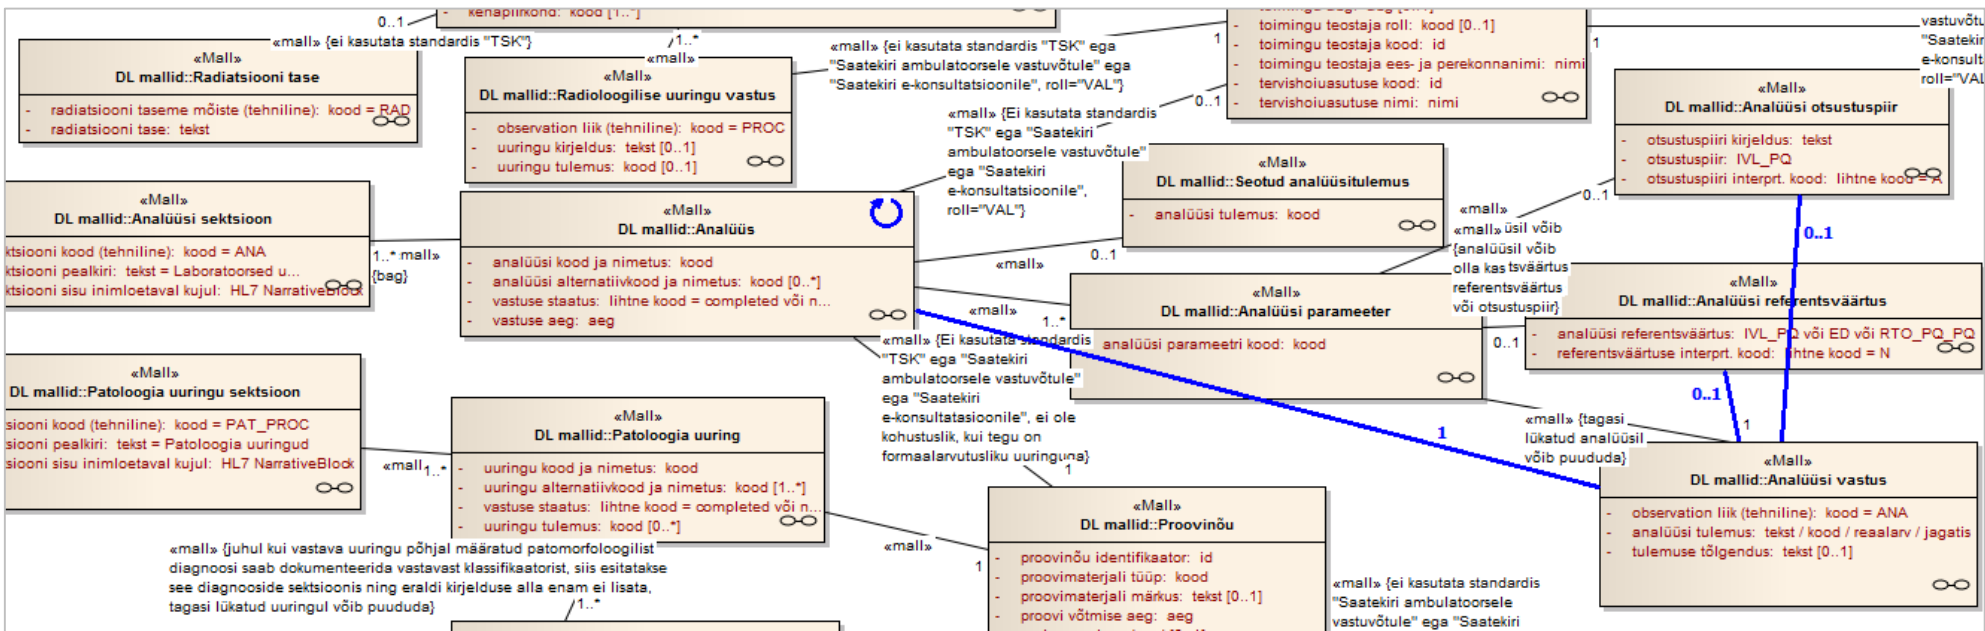 kehapiirkond: kood [1..*]
0..1
«mall» {ei kasutata standardis "TSK"}
1..*
«mall»
«Mall»
DL mallid::Radiatsiooni tase
- radiatsiooni taseme mõiste (tehniline): kood = RAD
- radiatsiooni tase: tekst
«Mall»
DL mallid::Radioloogilise uuringu vastus
- observation liik (tehniline): kood = PROC
- uuringu kirjeldus: tekst [0..1]
- uuringu tulemus: kood [0..1]
«mall» {ei kasutata standardis "TSK" ega
"Saatekiri ambulatoorsele vastuvõtule" ega
"Saatekiri e-konsultatsioonile", roll="VAL"}
1
- toimingu teostaja roll: kood [0..1]
- toimingu teostaja kood: id
- toimingu teostaja ees- ja perekonnanimi: nimi
- tervishoiuasutuse kood: id
- tervishoiuasutuse nimi: nimi
1
vastuvõtu
"Saatekir
e-konsult
roll="VAL
0..1
«mall» {Ei kasutata standardis
"TSK" ega "Saatekiri
ambulatoorsele vastuvõtule"
ega "Saatekiri
e-konsultatsioonile",
roll="VAL"}
«Mall»
DL mallid::Analüüsi otsustuspiir
- otsustuspiiri kirjeldus: tekst
- otsustuspiir: IVL_PQ
- otsustuspiiri interprt. kood: lihtne kood = A
«Mall»
DL mallid::Analüüsi sektsioon
ktsiooni kood (tehniline): kood = ANA
ktsiooni pealkiri: tekst = Laboratoorsed u...
ktsiooni sisu inimloetaval kujul: HL7 NarrativeBlock
1..* mall»
{bag}
«Mall»
DL mallid::Analüüs
- analüüsi kood ja nimetus: kood
- analüüsi alternatiivkood ja nimetus: kood [0..*]
- vastuse staatus: lihtne kood = completed või n...
- vastuse aeg: aeg
«Mall»
DL mallid::Seotud analüüsitulemus
- analüüsi tulemus: kood
0..1
«mall»
0..1
«mall»
«mall» üsil võib
{analüüsil võib
olla kas tsväärtus
referentsväärtus
või otsustuspiir}
0..1
«Mall»
DL mallid::Analüüsi parameeter
analüüsi parameetri kood: kood
«mall»
1..*
«Mall»
DL mallid::Analüüsi referentsväärtus
- analüüsi referentsväärtus: IVL_PQ või ED või RTO_PQ_PQ
- referentsväärtuse interprt. kood: lihtne kood = N
0..1
0..1
«mall» {Ei kasutata standardis
"TSK" ega "Saatekiri
ambulatoorsele vastuvõtule"
ega "Saatekiri
e-konsultatasioonile", ei ole
kohustuslik, kui tegu on
formaalarvutusliku uuringuga}
1
1
«mall» {tagasi
lükatud analüüsil
võib puududa}
1
«Mall»
DL mallid::Patoloogia uuringu sektsioon
siooni kood (tehniline): kood = PAT_PROC
siooni pealkiri: tekst = Patoloogia uuringud
siooni sisu inimloetaval kujul: HL7 NarrativeBlock
«mall
1..*
«Mall»
DL mallid::Patoloogia uuring
- uuringu kood ja nimetus: kood
- uuringu alternatiivkood ja nimetus: kood [1..*]
- vastuse staatus: lihtne kood = completed või n...
- uuringu tulemus: kood [0..*]
«mall»
1
«Mall»
DL mallid::Analüüsi vastus
- observation liik (tehniline): kood = ANA
- analüüsi tulemus: tekst / kood / reaalarv / jagatis
- tulemuse tõlgendus: tekst [0..1]
«Mall»
DL mallid::Proovinõu
- proovinõu identifikaator: id
- proovimaterjali tüüp: kood
- proovimaterjali märkus: tekst [0..1]
- proovi võtmise aeg: aeg
«mall» {juhul kui vastava uuringu põhjal määratud patomorfoloogilist
diagnoosi saab dokumenteerida vastavast klassifikaatorist, siis esitatakse
see diagnooside sektsioonis ning eraldi kirjelduse alla enam ei lisata,
tagasi lükatud uuringul võib puududa}
1..*
«mall» {ei kasutata standardis
"Saatekiri ambulatoorsele
vastuvõtule" ega "Saatekiri